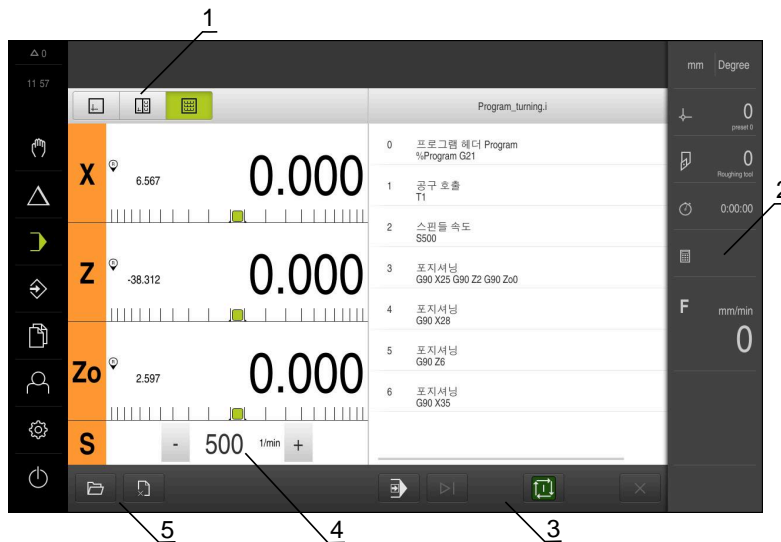 1
0
11 57
mm Degree
Program_turning.i
X
R
6.567
0.000
Z
R
-38.312
0.000
Zo
R
2.597
0.000
S
- 500 1/min +
0 프로그램 헤더 Program
%Program G21
1 공구 호출
T1
2 스핀들 속도
S500
3 포지셔닝
G90 X25 G90 Z2 G90 Zo0
4 포지셔닝
G90 X28
5 포지셔닝
G90 Z6
6 포지셔닝
G90 X35
0
preset 0
0
Roughing tool
0:00:00
2
F mm/min
0
5
4
3